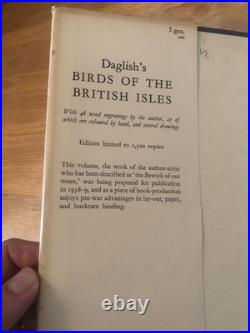 5 gns.
net
Daglish's
BIRDS OF THE
BRITISH ISLES
With 48 wood engravings by the author, 25 of
which are coloured by hand, and several drawings
Edition limited to 1,500 copies.
This volume, the work of the author-artist
who has been described as 'the Bewick of our
times,' was being prepared for publication
in 1938-9, and as a piece of book-production
enjoys pre-war advantages in lay-out, paper,
and buckram binding.